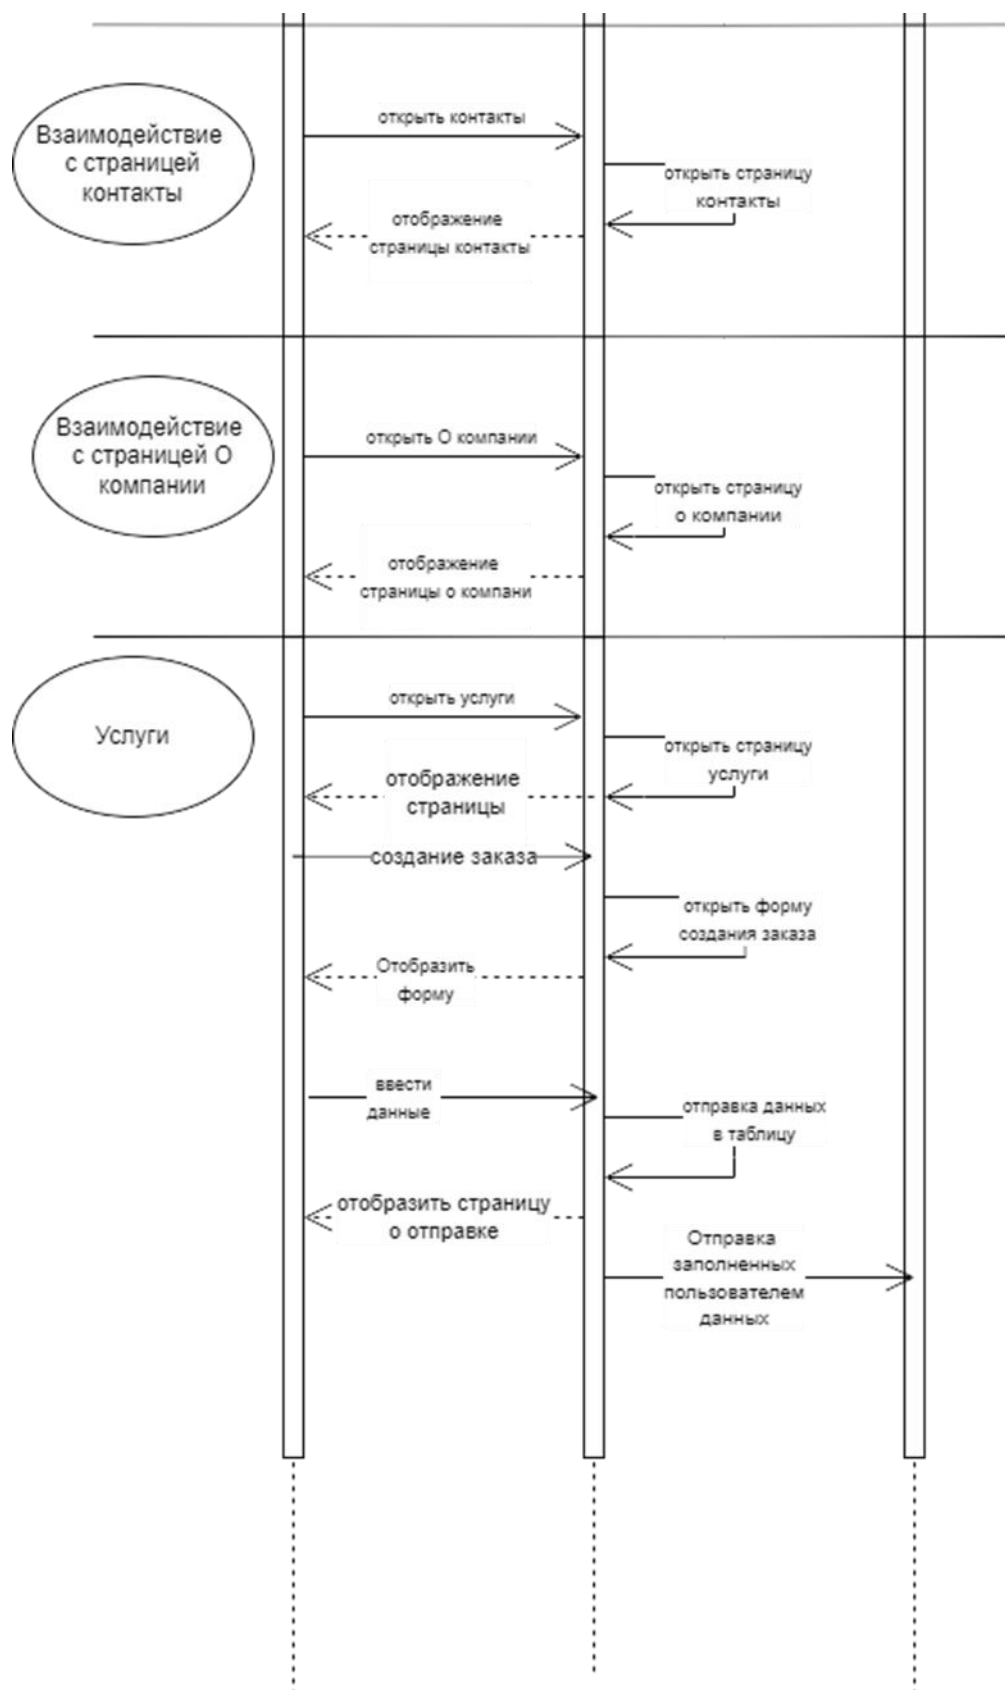 Взаимодействие
с страницей
контакты
открыть контакты
открыть страницу
контакты
отображение
страницы контакты
Взаимодействие
с страницей О
компании
открыть О компании
открыть страницу
о компании
отображение
страницы о компани
Услуги
открыть услуги
открыть страницу
услуги
отображение
страницы
создание заказа
открыть форму
создания заказа
Отобразить
форму
ввести
данные
отправка данных
в таблицу
отобразить страницу
о отправке
Отправка
заполненных
пользователем
данных